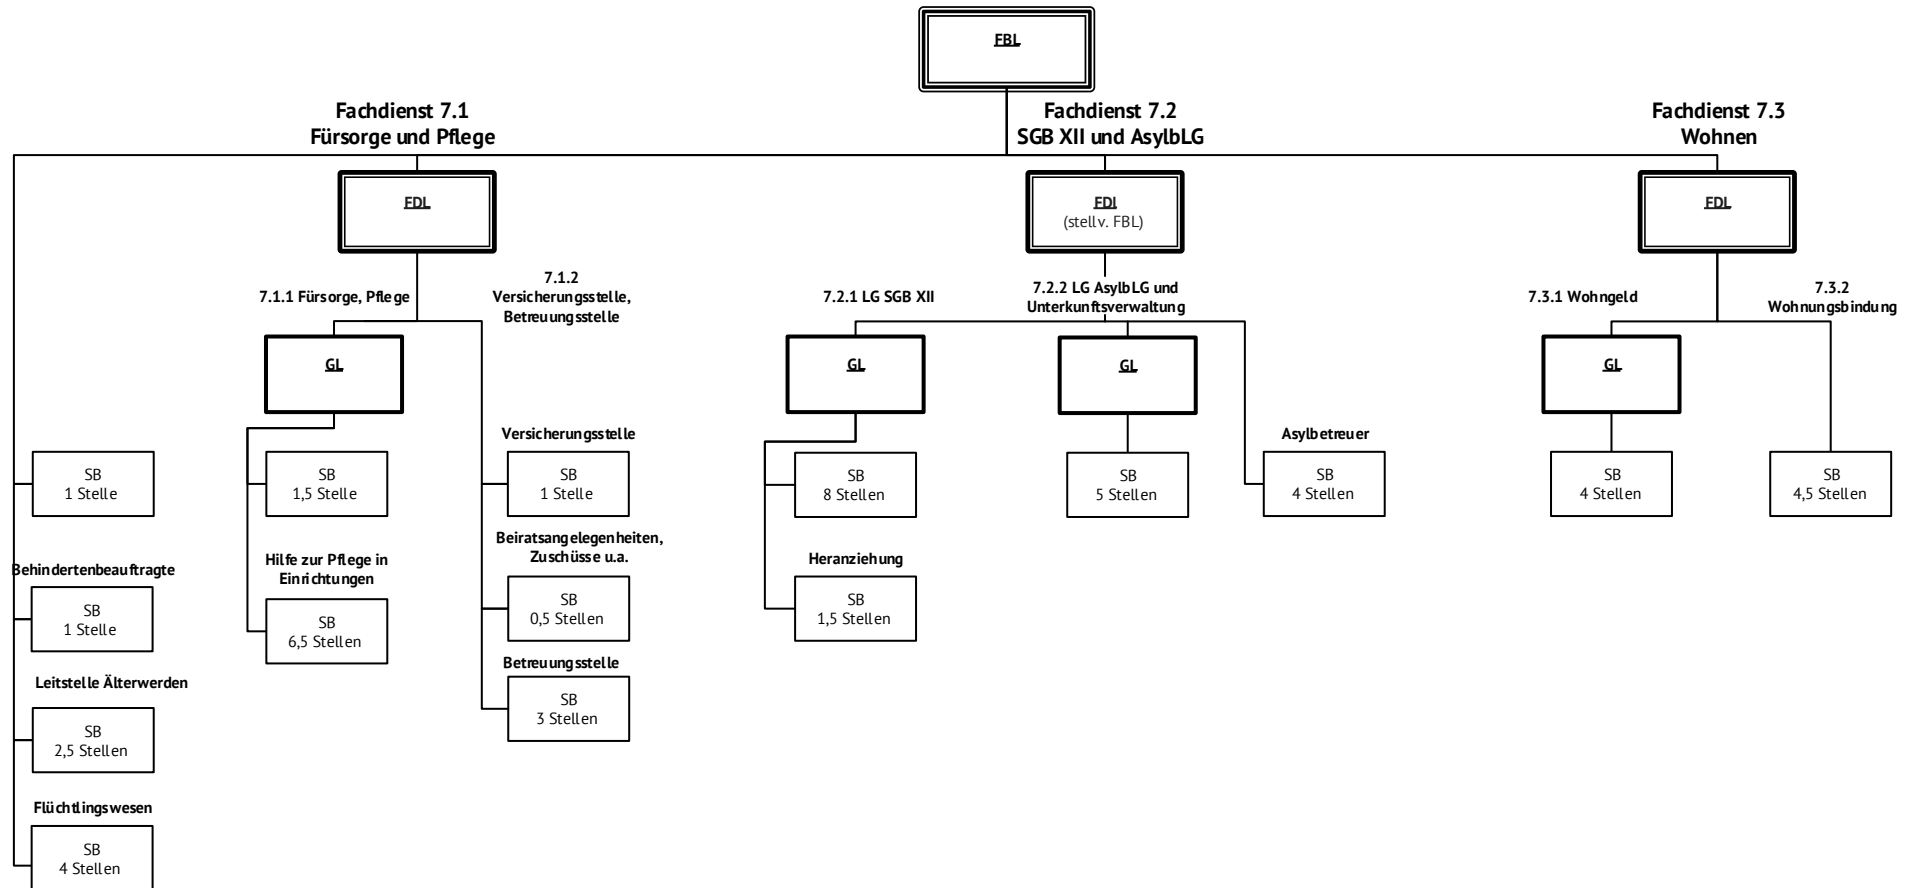 FBL
Fachdienst 7.1
Fürsorge und Pflege
Fachdienst 7.2
SGB XII und AsylbLG
Fachdienst 7.3
Wohnen
FDL
FDl
(stellv. FBL)
FDL
7.1.1 Fürsorge, Pflege
7.1.2
Versicherungsstelle,
Betreuungsstelle
7.2.1 LG SGB XII
7.2.2 LG AsylbLG und
Unterkunftsverwaltung
7.3.1 Wohngeld
7.3.2
Wohnungsbindung
GL
GL
GL
GL
SB
1 Stelle
SB
1,5 Stelle
Versicherungsstelle
SB
1 Stelle
SB
8 Stellen
SB
5 Stellen
Asylbetreuer
SB
4 Stellen
SB
4 Stellen
SB
4,5 Stellen
Behindertenbeauftragte
SB
1 Stelle
Hilfe zur Pflege in
Einrichtungen
SB
6,5 Stellen
Beiratsangelegenheiten,
Zuschüsse u.a.
SB
0,5 Stellen
Heranziehung
SB
1,5 Stellen
Leitstelle Älterwerden
SB
2,5 Stellen
Betreuungsstelle
SB
3 Stellen
Flüchtlingswesen
SB
4 Stellen